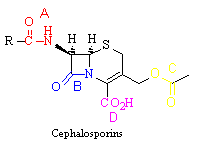 A
O H H H
R C N S
O N O C
B CO₂H O
D
Cephalosporins